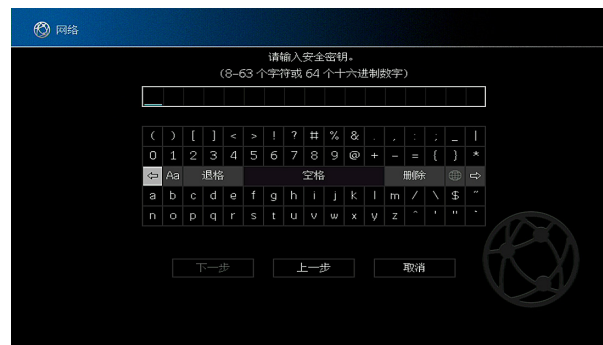 网络
请输入安全密钥。
(8–63 个字符或 64 个十六进制数字)
( ) [ ] < > ! ? # % & . , : ; _ |
0 1 2 3 4 5 6 7 8 9 @ + - = { } *
⇦ Aa 退格 空格 删除 ⇨
a b c d e f g h i j k l m / \ $ ~
n o p q r s t u v w x y z ^ ' " `
下一步 上一步 取消